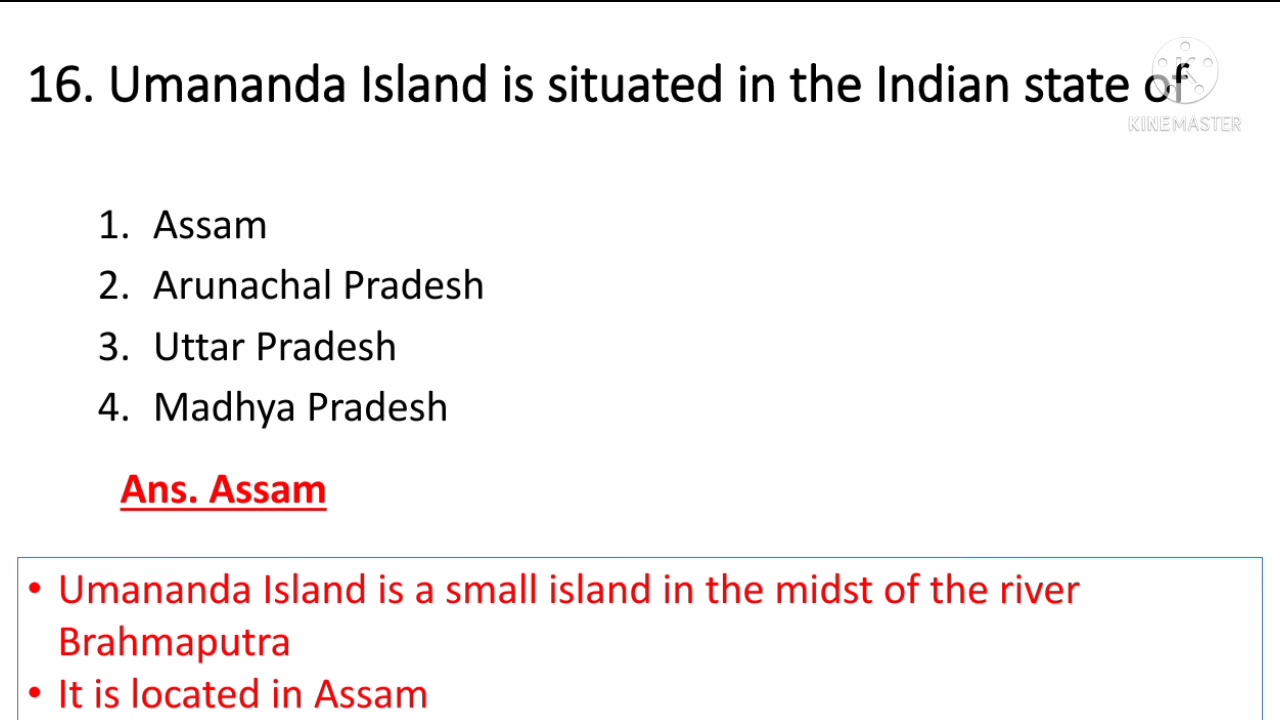 16. Umananda Island is situated in the Indian state of
KINEMASTER
1. Assam
2. Arunachal Pradesh
3. Uttar Pradesh
4. Madhya Pradesh
Ans. Assam
• Umananda Island is a small island in the midst of the river
Brahmaputra
• It is located in Assam